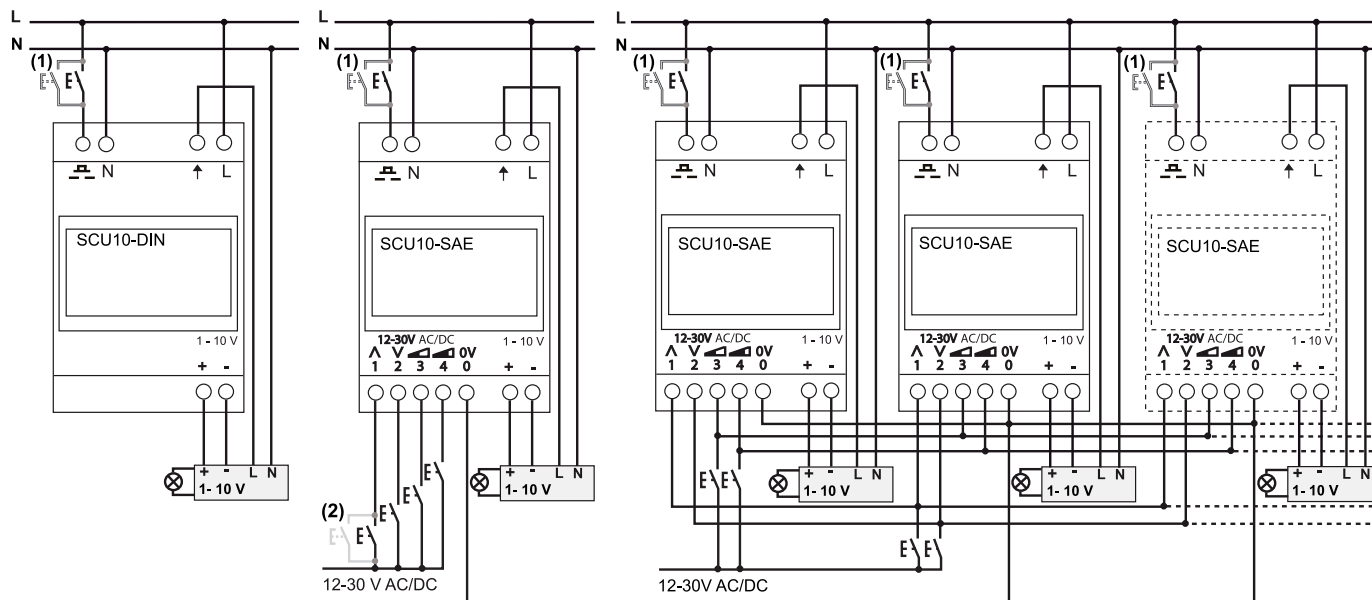 L
N
(1)
E
E
N
↑ L
SCU10-DIN
1 - 10 V
+ -
+ - L N
1- 10 V
L
N
(1)
E
E
N
↑ L
SCU10-SAE
12-30V AC/DC
1 - 10 V
0V
1 2 3 4 0
+ -
E
E
E
(2)
E
E
+ - L N
1- 10 V
12-30 V AC/DC
L
N
(1)
E
E
N
↑ L
SCU10-SAE
12-30V AC/DC
1 - 10 V
0V
1 2 3 4 0
+ -
E
E
+ - L N
1- 10 V
12-30V AC/DC
(1)
E
E
N
↑ L
SCU10-SAE
12-30V AC/DC
1 - 10 V
0V
1 2 3 4 0
+ -
+ - L N
1- 10 V
E
E
(1)
E
E
N
↑ L
SCU10-SAE
12-30V AC/DC
1 - 10 V
0V
1 2 3 4 0
+ -
+ - L N
1- 10 V